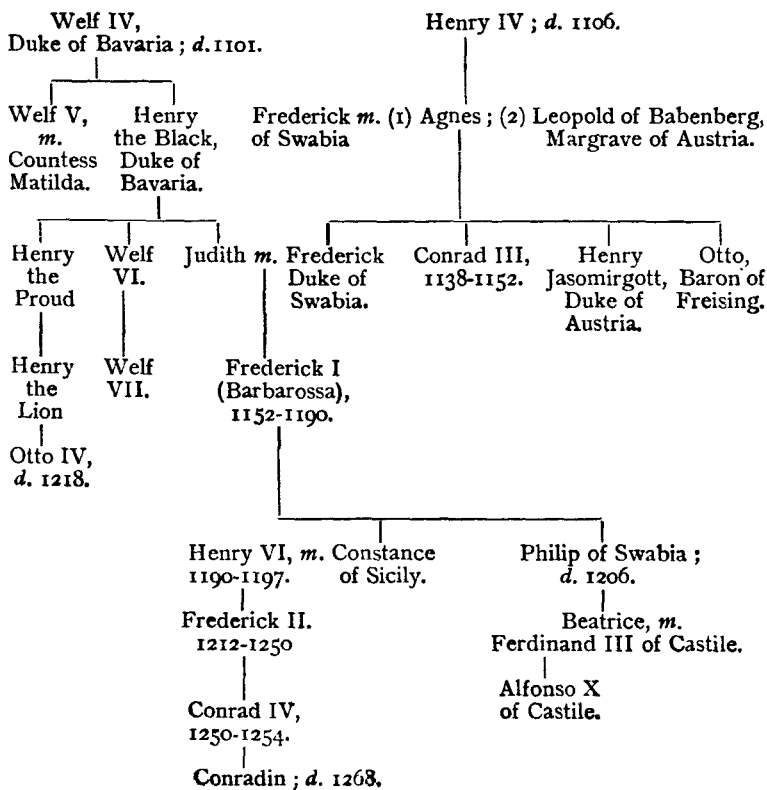 Welf IV,
Duke of Bavaria ; d. 1101.
Henry IV ; d. 1106.
Welf V,
m.
Countess
Matilda.
Henry
the Black,
Duke of
Bavaria.
Frederick m. (1) Agnes ; (2) Leopold of Babenberg,
of Swabia
Margrave of Austria.
Henry
the
Proud
Welf
VI.
Judith m. Frederick
Duke of
Swabia.
Conrad III,
1138-1152.
Henry
Jasomirgott,
Duke of
Austria.
Otto,
Baron of
Freising.
Henry
the
Lion
Welf
VII.
Frederick I
(Barbarossa),
1152-1190.
Otto IV,
d. 1218.
Henry VI, m. Constance
1190-1197. of Sicily.
Philip of Swabia ;
d. 1206.
Frederick II.
1212-1250
Beatrice, m.
Ferdinand III of Castile.
Conrad IV,
1250-1254.
Alfonso X
of Castile.
Conradin ; d. 1268.